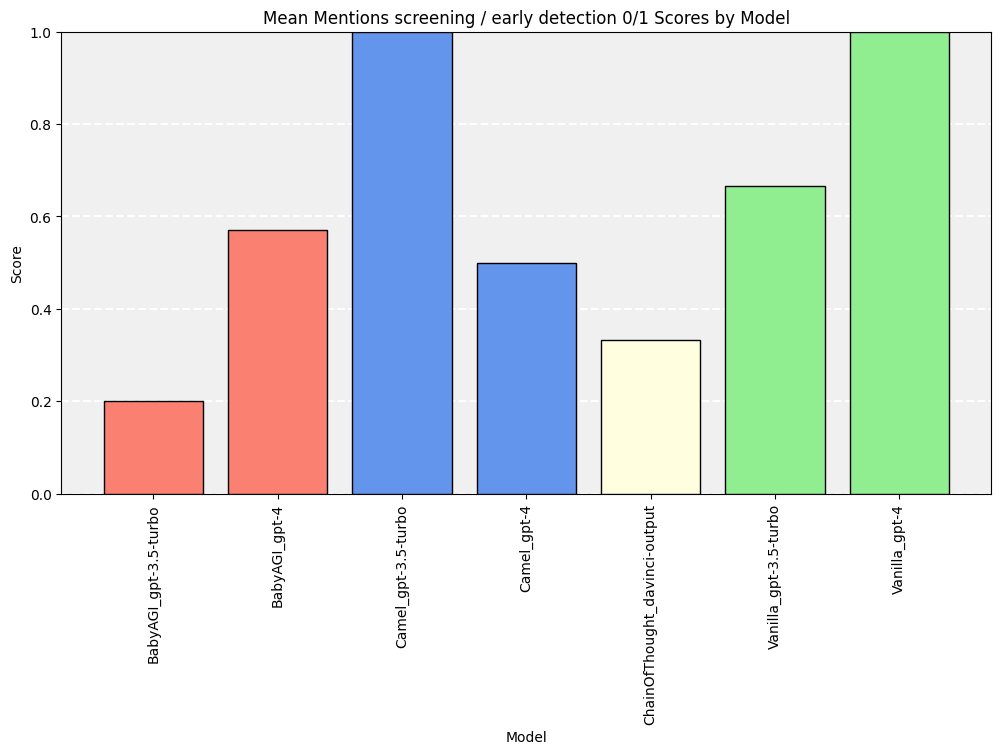 Mean Mentions screening / early detection 0/1 Scores by Model
1.0
0.8
0.6
0.4
0.2
0.0
Score
BabyAGI_gpt-3.5-turbo
BabyAGI_gpt-4
Camel_gpt-3.5-turbo
Camel_gpt-4
ChainOfThought_davinci-output
Vanilla_gpt-3.5-turbo
Vanilla_gpt-4
Model